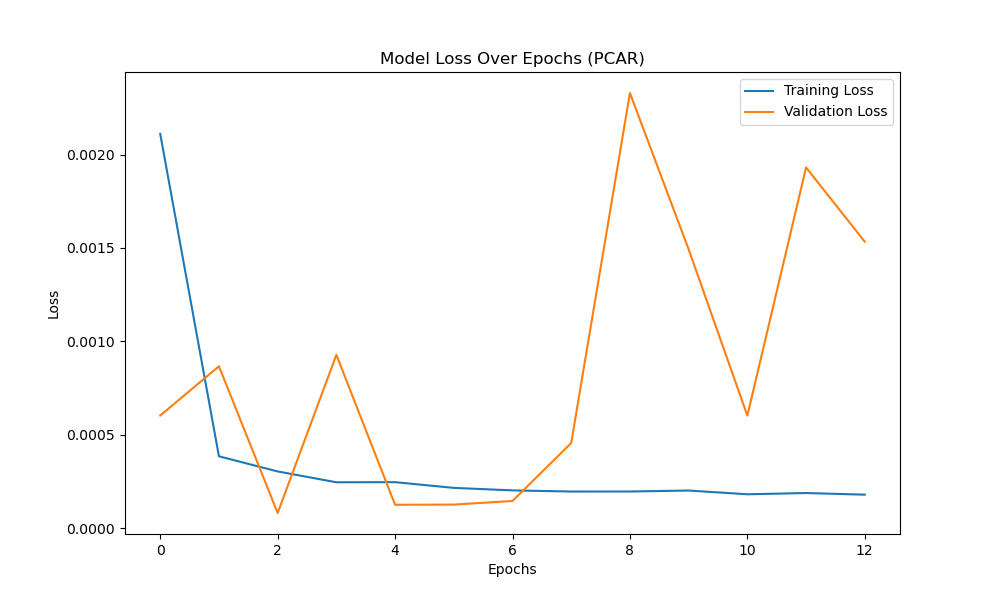 Model Loss Over Epochs (PCAR)
Training Loss
Validation Loss
0.0020
0.0015
0.0010
0.0005
0.0000
Loss
0 2 4 6 8 10 12
Epochs